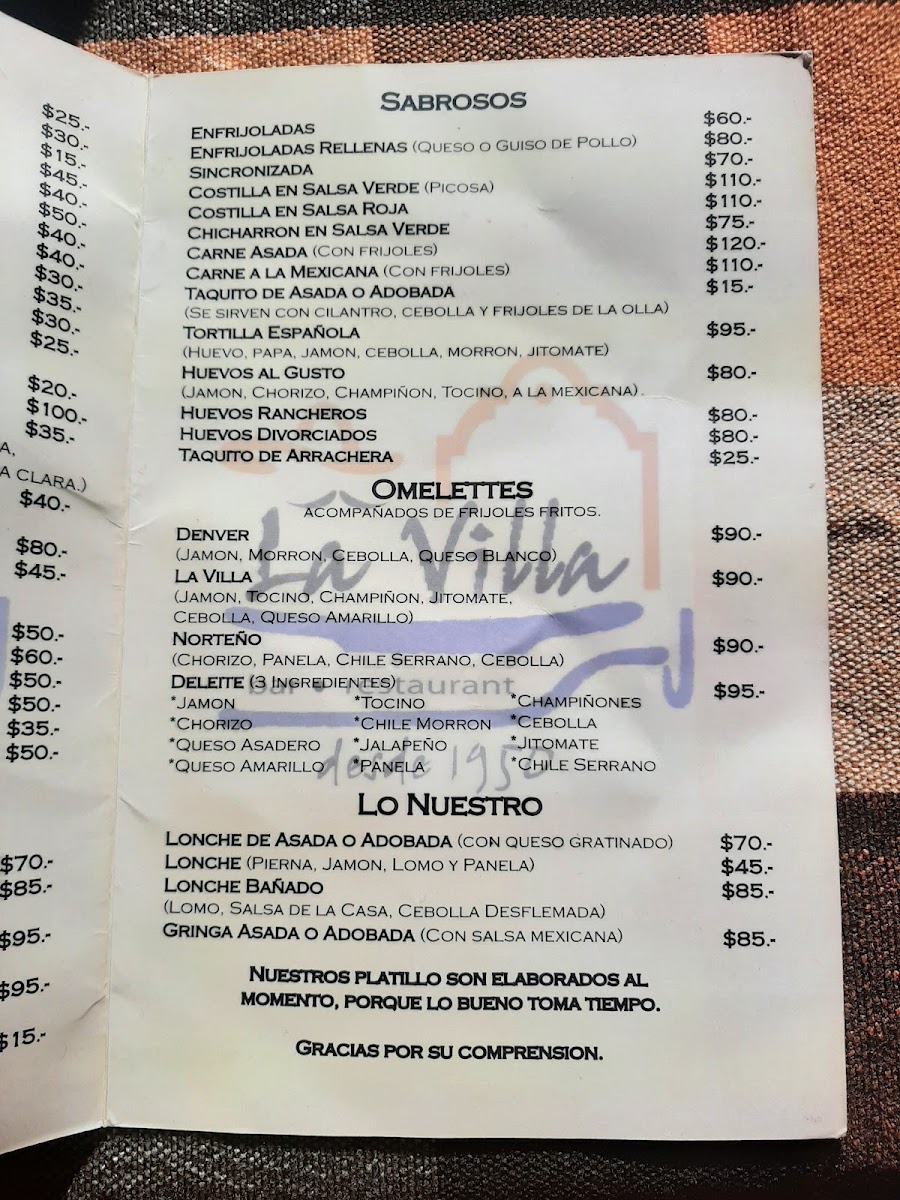 $25.-
$30.-
$15.-
$45.-
$40.-
$50.-
$40.-
$40.-
$30.-
$35.-
$30.-
$25.-
$20.-
$100.-
$35.-
A,
A CLARA.)
$40.-
$80.-
$45.-
$50.-
$60.-
$50.-
$50.-
$35.-
$50.-
$70.-
$85.-
$95.-
$95.-
$15.-
SABROSOS
ENFRIJOLADAS $60.-
ENFRIJOLADAS RELLENAS (QUESO O GUISO DE POLLO) $80.-
SINCRONIZADA $70.-
COSTILLA EN SALSA VERDE (PICOSA) $110.-
COSTILLA EN SALSA ROJA $110.-
CHICHARRON EN SALSA VERDE $75.-
CARNE ASADA (CON FRIJOLES) $120.-
CARNE A LA MEXICANA (CON FRIJOLES) $110.-
TAQUITO DE ASADA O ADOBADA $15.-
(SE SIRVEN CON CILANTRO, CEBOLLA Y FRIJOLES DE LA OLLA)
TORTILLA ESPAÑOLA $95.-
(HUEVO, PAPA, JAMON, CEBOLLA, MORRON, JITOMATE)
HUEVOS AL GUSTO $80.-
(JAMON, CHORIZO, CHAMPIÑON, TOCINO, A LA MEXICANA).
HUEVOS RANCHEROS $80.-
HUEVOS DIVORCIADOS $80.-
TAQUITO DE ARRACHERA $25.-
OMELETTES
ACOMPAÑADOS DE FRIJOLES FRITOS.
DENVER $90.-
(JAMON, MORRON, CEBOLLA, QUESO BLANCO)
LA VILLA $90.-
(JAMON, TOCINO, CHAMPIÑON, JITOMATE,
CEBOLLA, QUESO AMARILLO)
NORTEÑO $90.-
(CHORIZO, PANELA, CHILE SERRANO, CEBOLLA)
DELEITE (3 INGREDIENTES) $95.-
*JAMON *TOCINO *CHAMPIÑONES
*CHORIZO *CHILE MORRON *CEBOLLA
*QUESO ASADERO *JALAPEÑO *JITOMATE
*QUESO AMARILLO *PANELA *CHILE SERRANO
La Villa
bar • restaurant
desde 1950
LO NUESTRO
LONCHE DE ASADA O ADOBADA (CON QUESO GRATINADO) $70.-
LONCHE (PIERNA, JAMON, LOMO Y PANELA) $45.-
LONCHE BAÑADO $85.-
(LOMO, SALSA DE LA CASA, CEBOLLA DESFLEMADA)
GRINGA ASADA O ADOBADA (CON SALSA MEXICANA) $85.-
NUESTROS PLATILLO SON ELABORADOS AL
MOMENTO, PORQUE LO BUENO TOMA TIEMPO.
GRACIAS POR SU COMPRENSION.